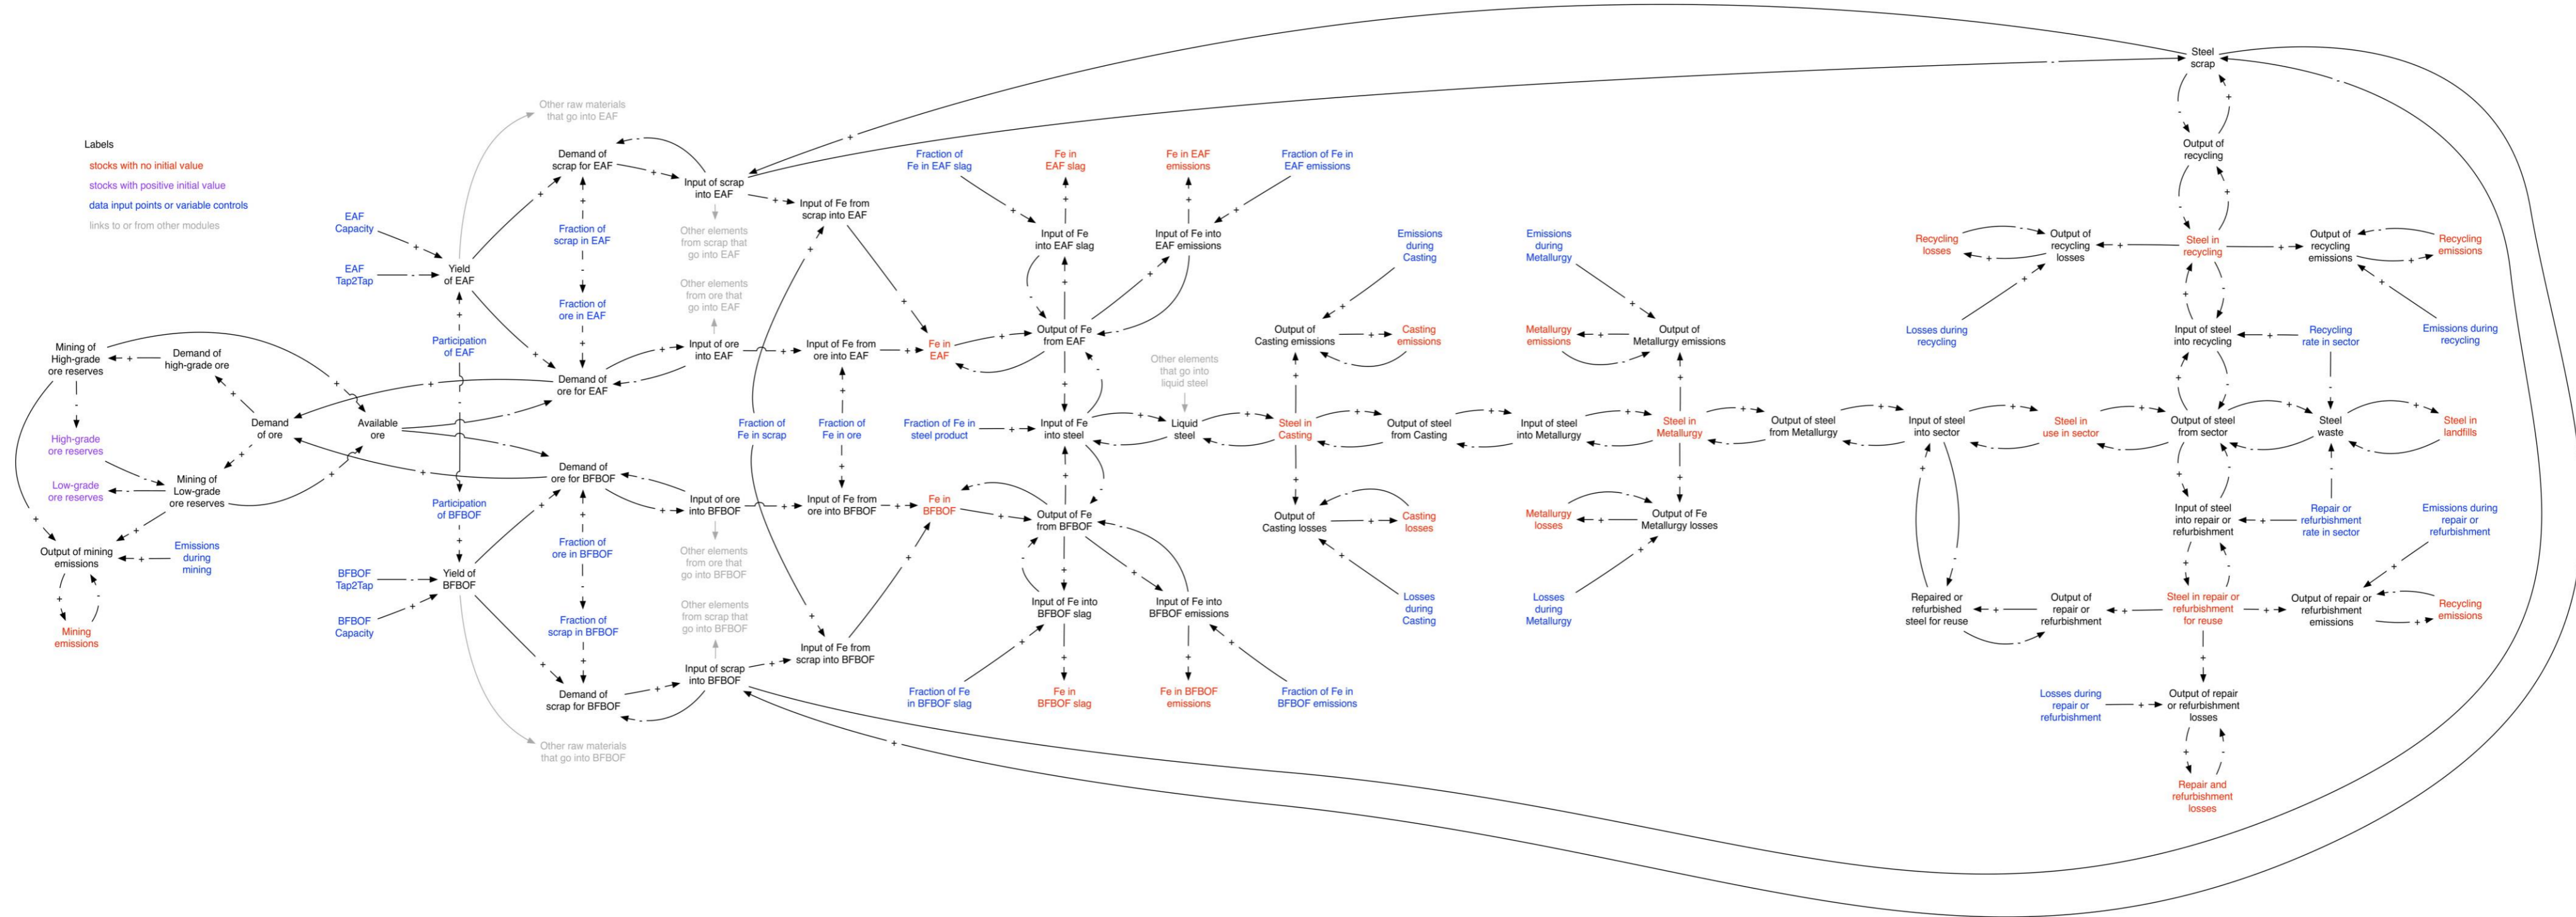 Labels
stocks with no initial value
stocks with positive initial value
data input points or variable controls
links to or from other modules
Mining of
High-grade
ore reserves
Demand of
high-grade ore
High-grade
ore reserves
Low-grade
ore reserves
Mining of
Low-grade
ore reserves
Output of mining
emissions
Emissions
during
mining
Mining
emissions
Demand
of ore
Available
ore
EAF
Capacity
EAF
Tap2Tap
Yield
of EAF
Participation
of EAF
Participation
of BFBOF
BFBOF
Tap2Tap
BFBOF
Capacity
Yield of
BFBOF
Other raw materials
that go into EAF
Demand of
scrap for EAF
Fraction of
scrap in EAF
Fraction of
ore in EAF
Demand of
ore for EAF
Demand of
ore for BFBOF
Fraction of
ore in BFBOF
Fraction of
scrap in BFBOF
Demand of
scrap for BFBOF
Other raw materials
that go into BFBOF
Input of scrap
into EAF
Other elements
from scrap that
go into EAF
Other elements
from ore that
go into EAF
Input of ore
into EAF
Input of ore
into BFBOF
Other elements
from ore that
go into BFBOF
Other elements
from scrap that
go into BFBOF
Input of scrap
into BFBOF
Input of Fe from
scrap into EAF
Input of Fe from
ore into EAF
Fraction of
Fe in scrap
Fraction of
Fe in ore
Input of Fe from
ore into BFBOF
Input of Fe from
scrap into BFBOF
Fraction of
Fe in EAF slag
Fe in
EAF slag
Fe in EAF
emissions
Fraction of Fe in
EAF emissions
Input of Fe
into EAF slag
Input of Fe into
EAF emissions
Fe in
EAF
Output of Fe
from EAF
Fraction of Fe in
steel product
Input of Fe
into steel
Other elements
that go into
liquid steel
Liquid
steel
Fe in
BFBOF
Output of Fe
from BFBOF
Input of Fe into
BFBOF slag
Input of Fe into
BFBOF emissions
Fraction of Fe
in BFBOF slag
Fe in
BFBOF slag
Fe in BFBOF
emissions
Fraction of Fe in
BFBOF emissions
Emissions
during
Casting
Output of
Casting emissions
Casting
emissions
Steel in
Casting
Output of steel
from Casting
Output of
Casting losses
Casting
losses
Losses
during
Casting
Emissions
during
Metallurgy
Metallurgy
emissions
Output of
Metallurgy emissions
Input of steel
into Metallurgy
Steel in
Metallurgy
Output of steel
from Metallurgy
Metallurgy
losses
Output of Fe
Metallurgy losses
Losses
during
Metallurgy
Input of steel
into sector
Steel in
use in sector
Output of steel
from sector
Steel
waste
Steel in
landfills
Steel
scrap
Output of
recycling
Recycling
losses
Output of
recycling
losses
Steel in
recycling
Output of
recycling
emissions
Recycling
emissions
Losses during
recycling
Input of steel
into recycling
Recycling
rate in sector
Emissions during
recycling
Input of steel
into repair or
refurbishment
Repair or
refurbishment
rate in sector
Emissions during
repair or
refurbishment
Repaired or
refurbished
steel for reuse
Output of
repair or
refurbishment
Steel in repair or
refurbishment
for reuse
Output of repair or
refurbishment
emissions
Recycling
emissions
Losses during
repair or
refurbishment
Output of repair
or refurbishment
losses
Repair and
refurbishment
losses